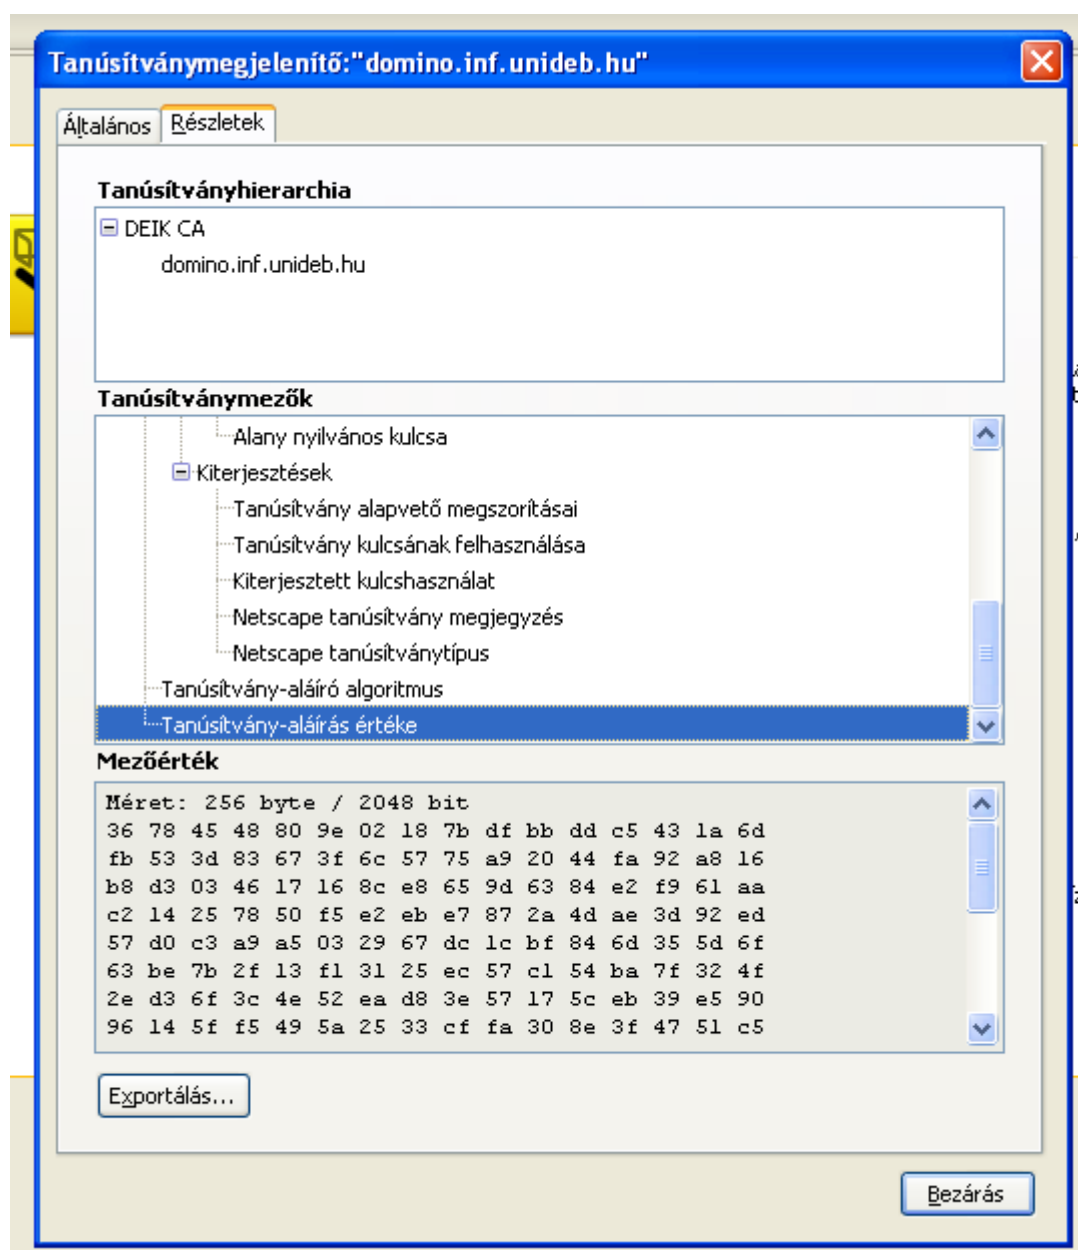 Tanúsítványmegjelenítő:"domino.inf.unideb.hu"
Általános Részletek
Tanúsítványhierarchia
DEIK CA
domino.inf.unideb.hu
Tanúsítványmezők
Alany nyilvános kulcsa
Kiterjesztések
Tanúsítvány alapvető megszorításai
Tanúsítvány kulcsának felhasználása
Kiterjesztett kulcshasználat
Netscape tanúsítvány megjegyzés
Netscape tanúsítványtípus
Tanúsítvány-aláíró algoritmus
Tanúsítvány-aláírás értéke
Mezőérték
Méret: 256 byte / 2048 bit
36 78 45 48 80 9e 02 18 7b df bb dd c5 43 1a 6d
fb 53 3d 83 67 3f 6c 57 75 a9 20 44 fa 92 a8 16
b8 d3 03 46 17 16 8c e8 65 9d 63 84 e2 f9 61 aa
c2 14 25 78 50 f5 e2 eb e7 87 2a 4d ae 3d 92 ed
57 d0 c3 a9 a5 03 29 67 dc 1c bf 84 6d 35 5d 6f
63 be 7b 2f 13 f1 31 25 ec 57 c1 54 ba 7f 32 4f
2e d3 6f 3c 4e 52 ea d8 3e 57 17 5c eb 39 e5 90
96 14 5f f5 49 5a 25 33 cf fa 30 8e 3f 47 51 c5
Exportálás...
Bezárás